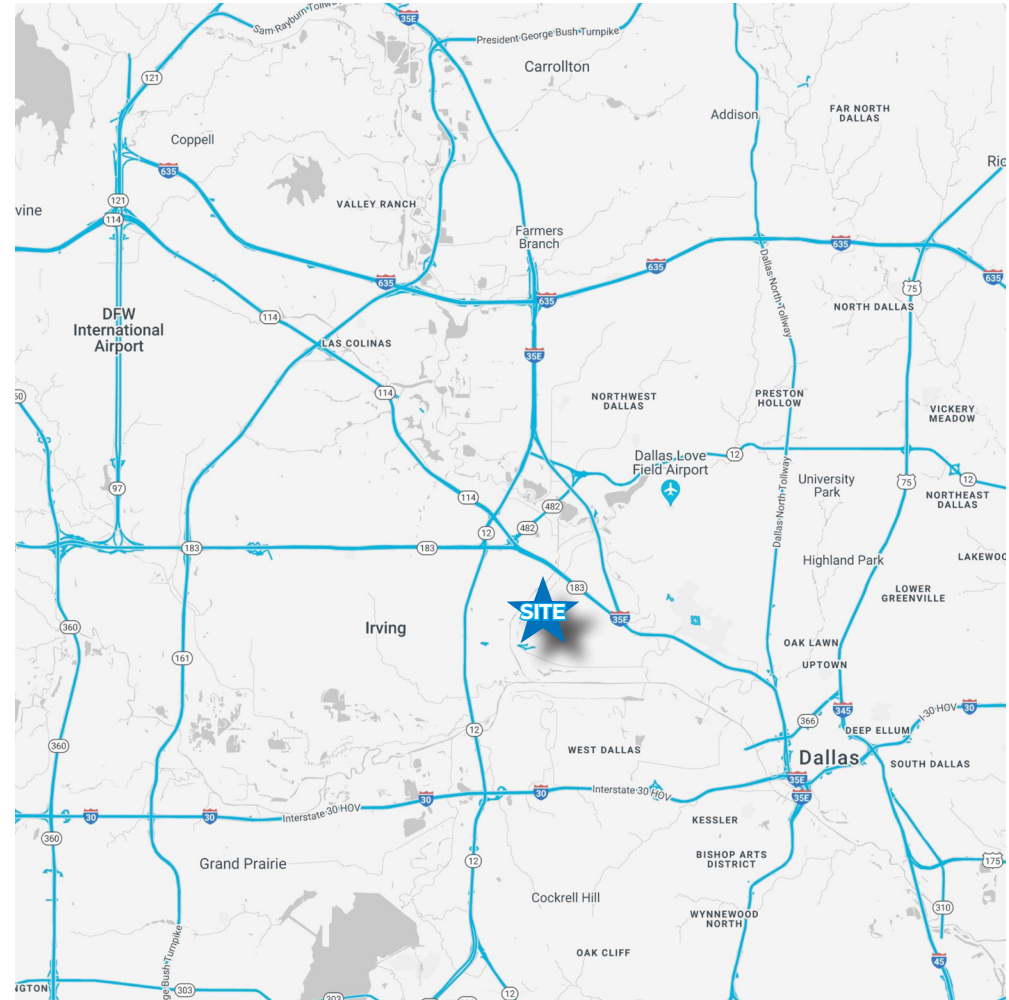 35E
Sam Rayburn Tollw
President George Bush Turnpike
Carrollton
121
Addison
FAR NORTH
DALLAS
Coppell
Ric
635
121
VALLEY RANCH
vine
114
Farmers
Branch
635
635
635
635
635
Dallas North Tollway
75
NORTH DALLAS
DFW
International
Airport
114
LAS COLINAS
35E
114
NORTHWEST
DALLAS
PRESTON
HOLLOW
VICKERY
MEADOW
Dallas Love
Field Airport
12
University
Park
75
12
NORTHEAST
DALLAS
97
114
482
Dallas North Tollway
12
482
183
183
Highland Park
LAKEWOO
183
LOWER
GREENVILLE
SITE
35E
360
Irving
OAK LAWN
161
UPTOWN
345
I-30 HOV
30
366
12
DEEP ELLUM
360
WEST DALLAS
Dallas
SOUTH DALLAS
35E
30
30
Interstate 30 HOV
30
30
Interstate 30 HOV
35E
KESSLER
360
12
BISHOP ARTS
DISTRICT
175
Grand Prairie
Cockrell Hill
310
WYNNEWOOD
NORTH
OAK CLIFF
45
ge Bush Turnpike
NGTON
303
303
12